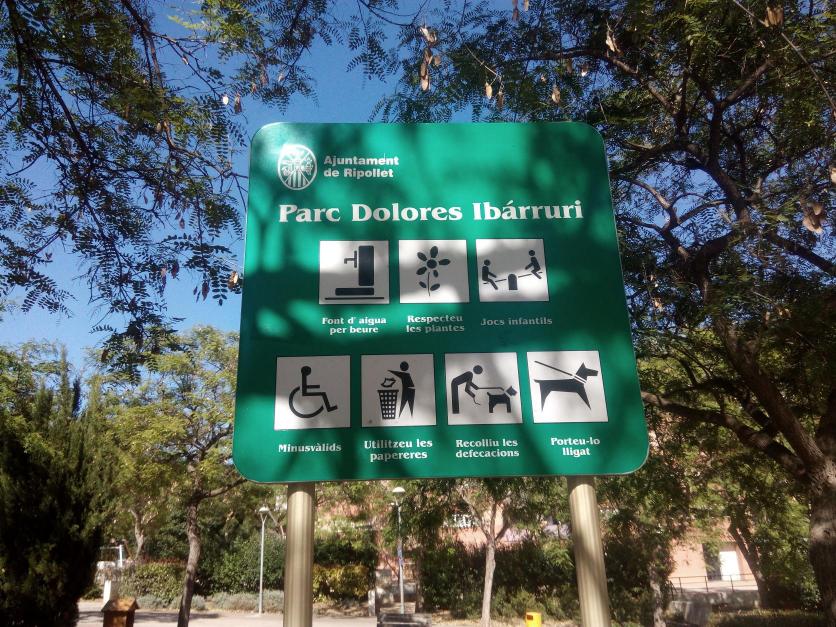 Ajuntament
de Ripollet
Parc Dolores Ibárruri
Font d' aigua
per beure
Respecteu
les plantes
Jocs infantils
Minusvàlids
Utilitzeu les
papereres
Recolliu les
defecacions
Porteu-lo
lligat